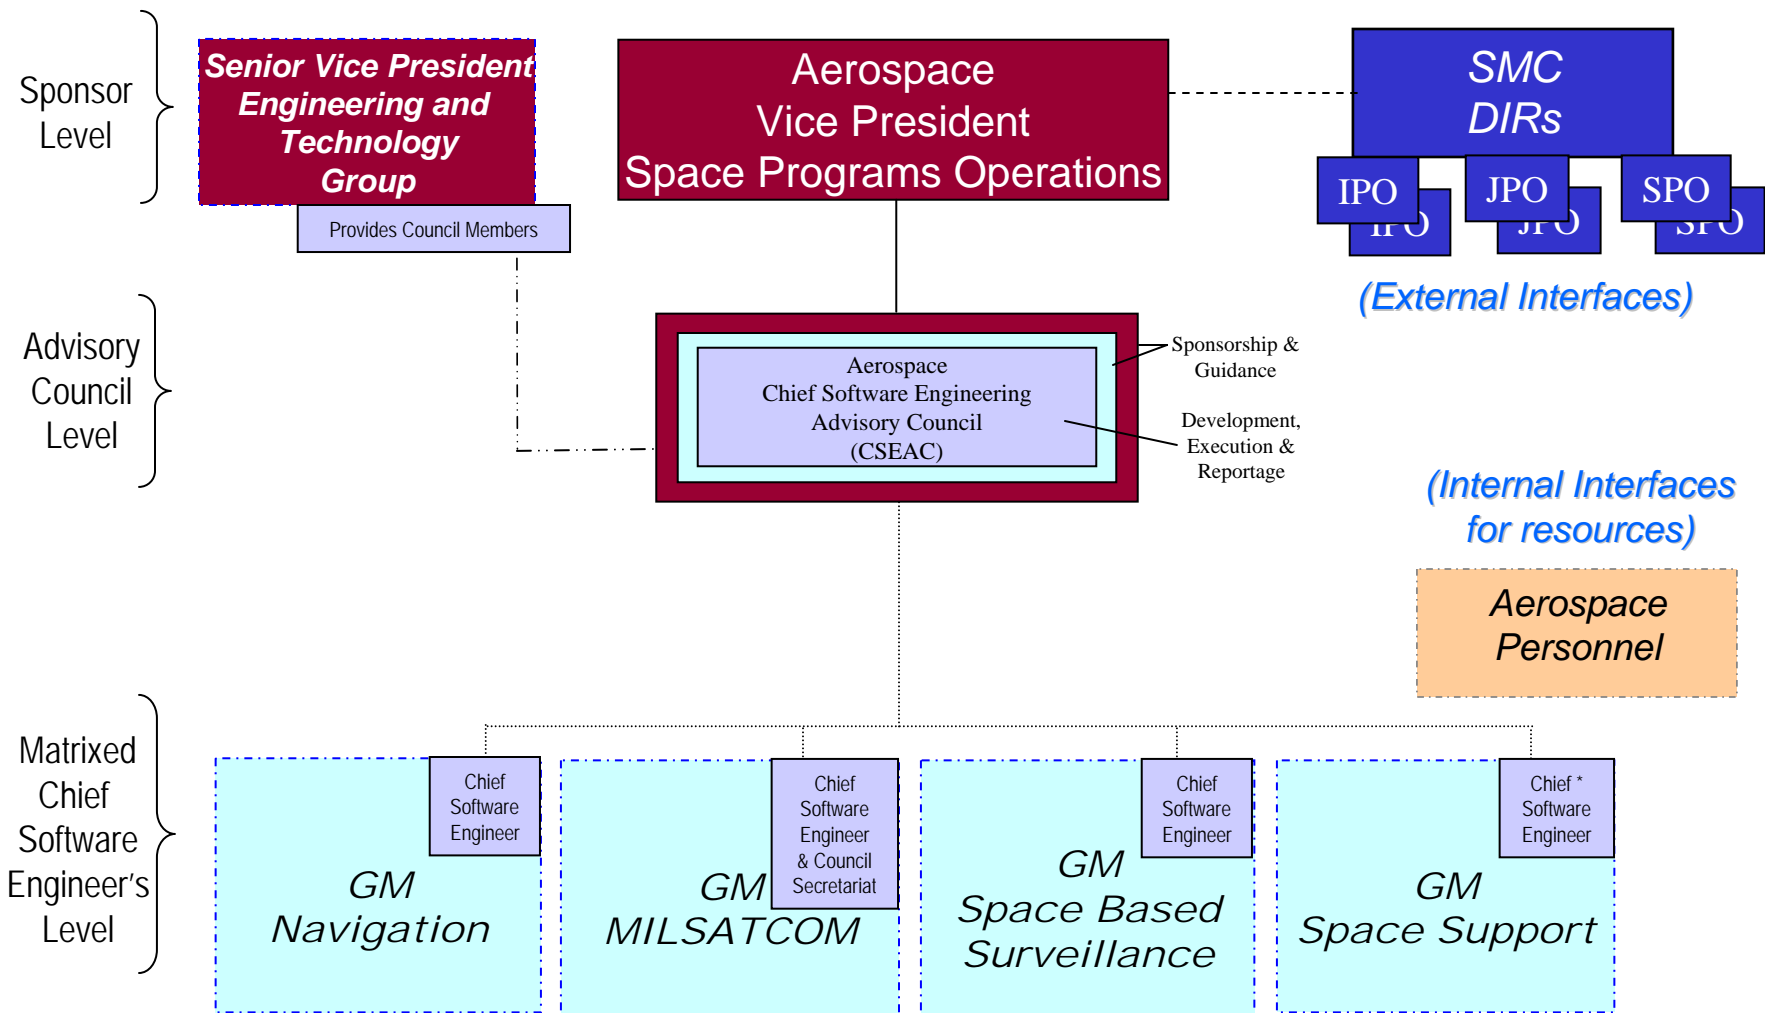 Sponsor
Level
Senior Vice President
Engineering and
Technology
Group
Provides Council Members
Aerospace
Vice President
Space Programs Operations
SMC
DIRs
IPO
JPO
SPO
IPO
JPO
SPO
(External Interfaces)
Advisory
Council
Level
Aerospace
Chief Software Engineering
Advisory Council
(CSEAC)
Sponsorship &
Guidance
Development,
Execution &
Reportage
(Internal Interfaces
for resources)
Aerospace
Personnel
Matrixed
Chief
Software
Engineer's
Level
Chief
Software
Engineer
GM
Navigation
Chief
Software
Engineer
& Council
Secretariat
GM
MILSATCOM
Chief
Software
Engineer
GM
Space Based
Surveillance
Chief *
Software
Engineer
GM
Space Support